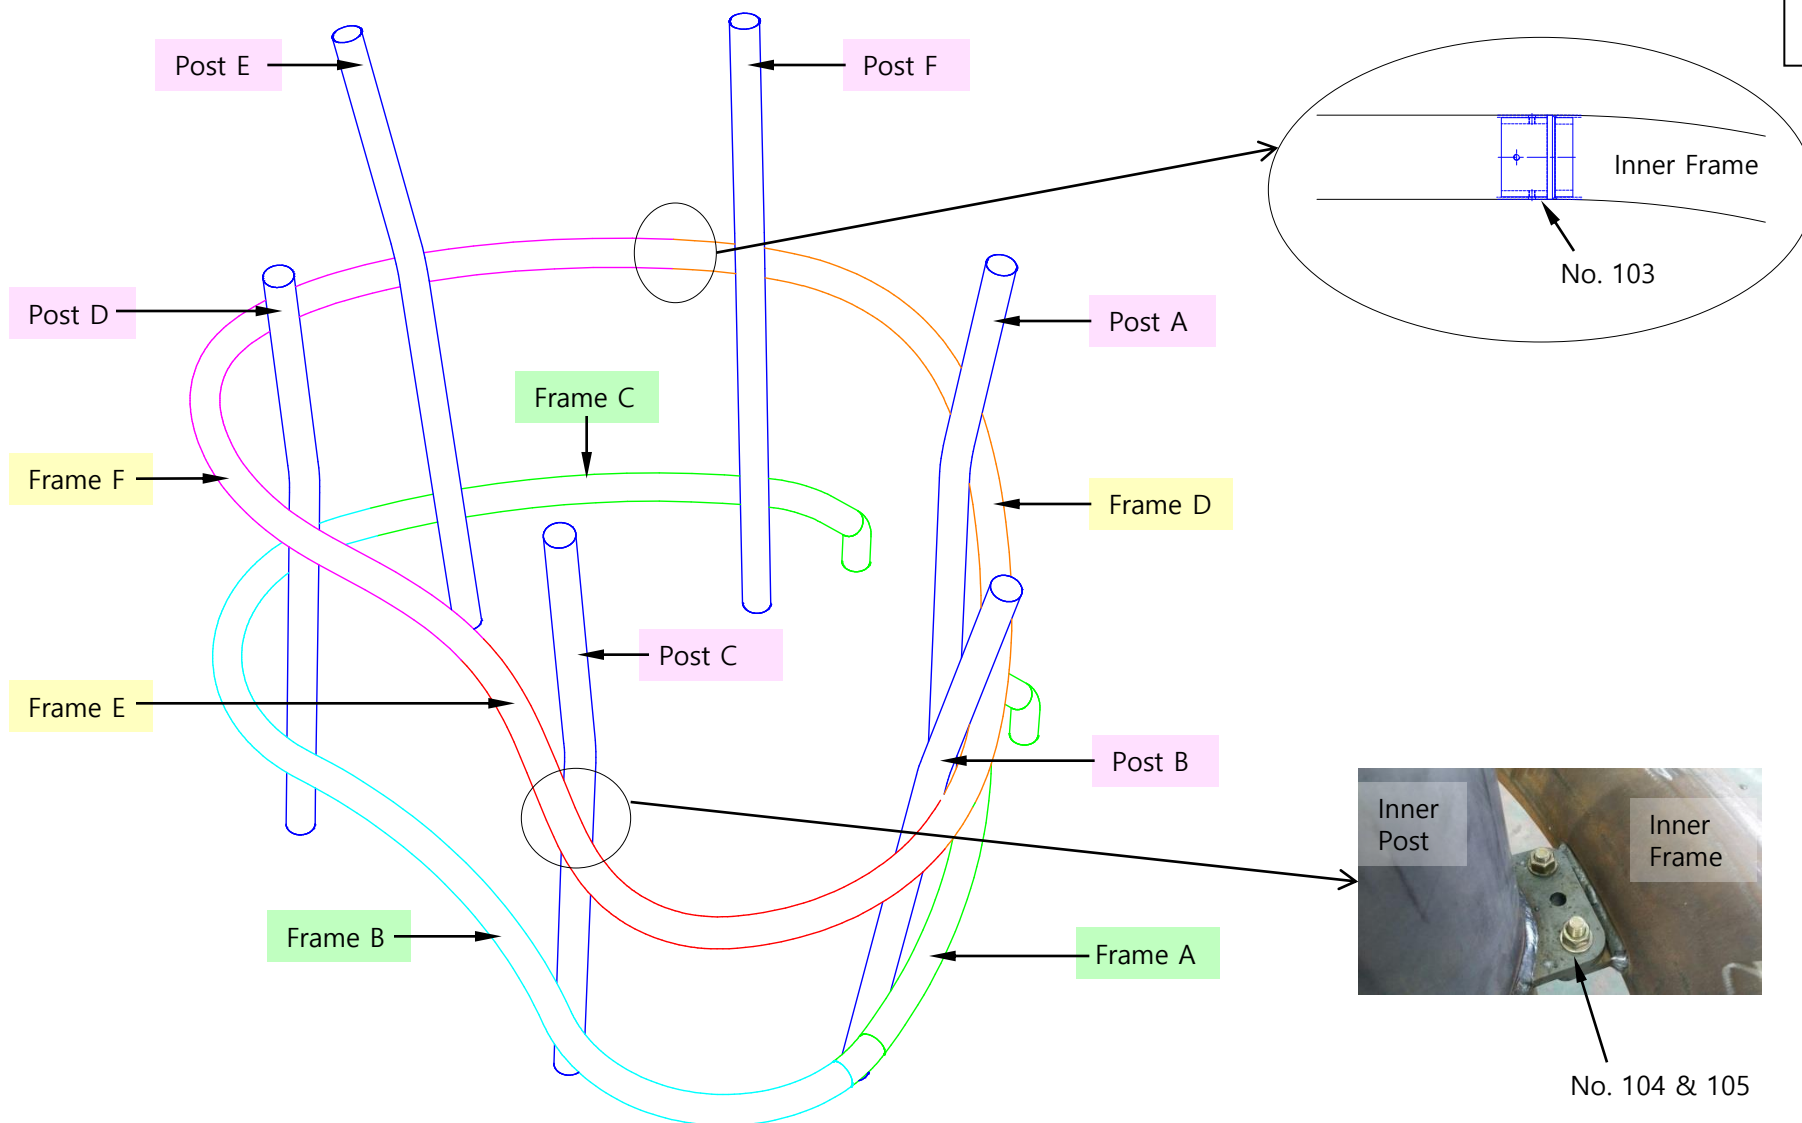 Post E
Post F
Inner Frame
No. 103
Post D
Post A
Frame C
Frame F
Frame D
Post C
Frame E
Post B
Inner
Post
Inner
Frame
Frame B
Frame A
No. 104 & 105